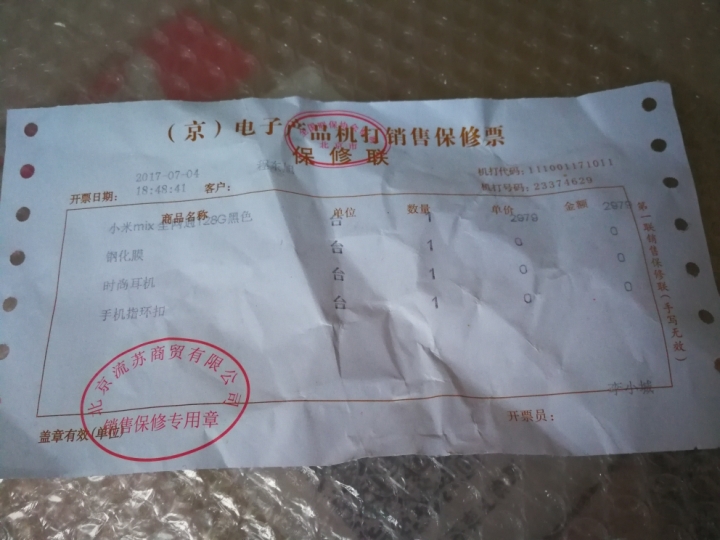 （京）电子产品机打销售保修票
保修联
开票日期：
2017-07-04
18:48:41
客户：
机打代码：111001171011
机打号码：23374629
商品名称 单位 数量 单价 金额
小米mix 全网通128G黑色 台 1 2979 2979
钢化膜 台 1 0 0
时尚耳机 台 1 0 0
手机指环扣 台 1 0 0
第一联销售保修联（手写无效）
北京流苏商贸有限公司
销售保修专用章
盖章有效(单位)
开票员：